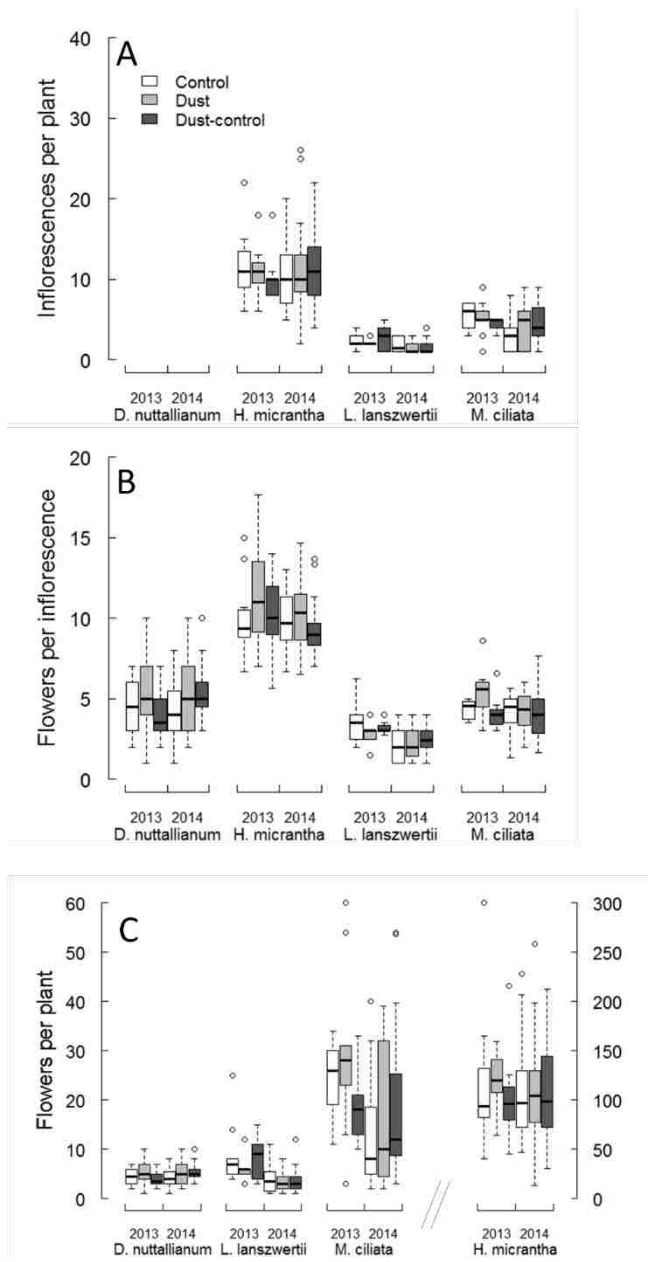 A
Control
Dust
Dust-control
Inflorescences per plant
40
30
20
10
0
2013 2014 2013 2014 2013 2014 2013 2014
D. nuttallianum H. micrantha L. lanszwertii M. ciliata
B
Flowers per inflorescence
20
15
10
5
0
2013 2014 2013 2014 2013 2014 2013 2014
D. nuttallianum H. micrantha L. lanszwertii M. ciliata
C
Flowers per plant
60 300
50 250
40 200
30 150
20 100
10 50
0 0
2013 2014 2013 2014 2013 2014 2013 2014
D. nuttallianum L. lanszwertii M. ciliata H. micrantha